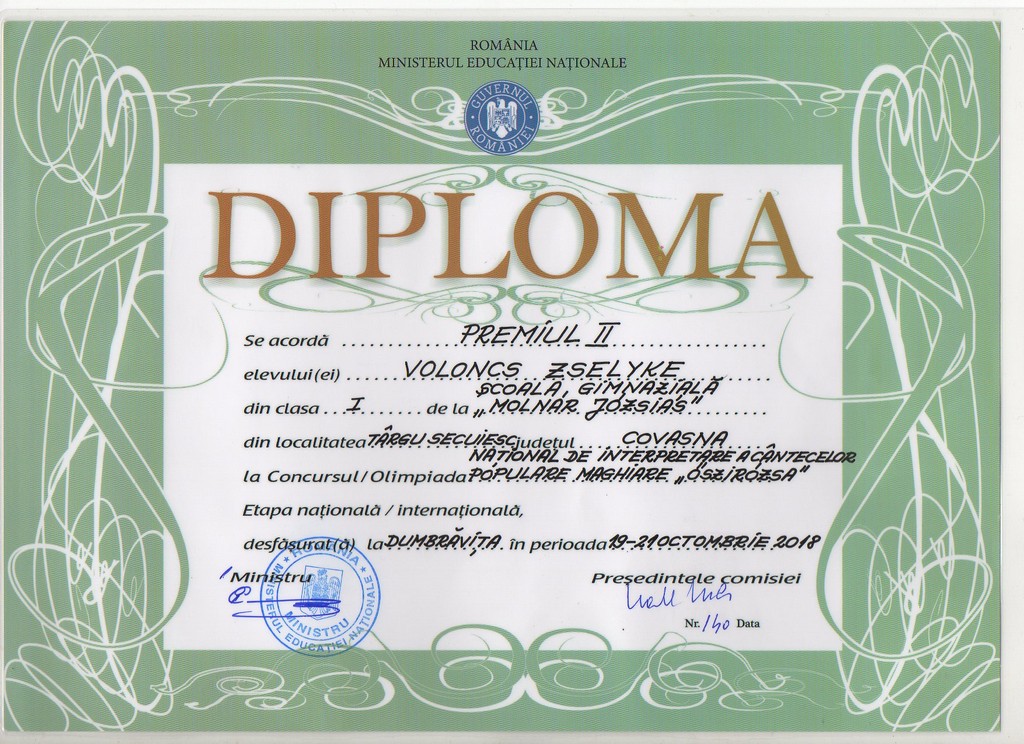 ROMÂNIA
MINISTERUL EDUCAȚIEI NAȚIONALE
GUVERNUL ROMÂNIEI
DIPLOMA
Se acordă PREMIUL II
elevului(ei) VOLONCS ZSELYKE
ȘCOALA GIMNAZIALĂ
din clasa I de la „MOLNAR JOZSIAS”
din localitatea TÂRGU SECUIESC județul COVASNA
NAȚIONAL DE INTERPRETARE A CÂNTECELOR
la Concursul/Olimpiada POPULARE MAGHIARE „ŐSZIRÓZSA”
Etapa națională / internațională,
desfășurat(ă) la DUMBRĂVIȚA în perioada 19-21 OCTOMBRIE 2018
Ministru Președintele comisiei
ROMÂNIA
MINISTERUL EDUCAȚIEI NAȚIONALE
MINISTRU
Nr. 140 Data